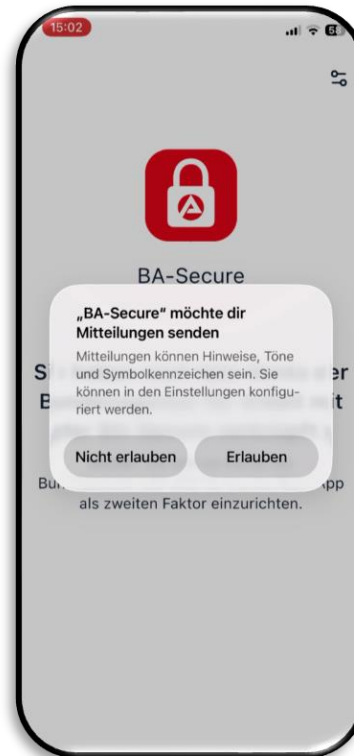 15:02
BA-Secure
„BA-Secure“ möchte dir
Mitteilungen senden
Mitteilungen können Hinweise, Töne
und Symbolkennzeichen sein. Sie
können in den Einstellungen konfigu-
riert werden.
Nicht erlauben Erlauben
als zweiten Faktor einzurichten.